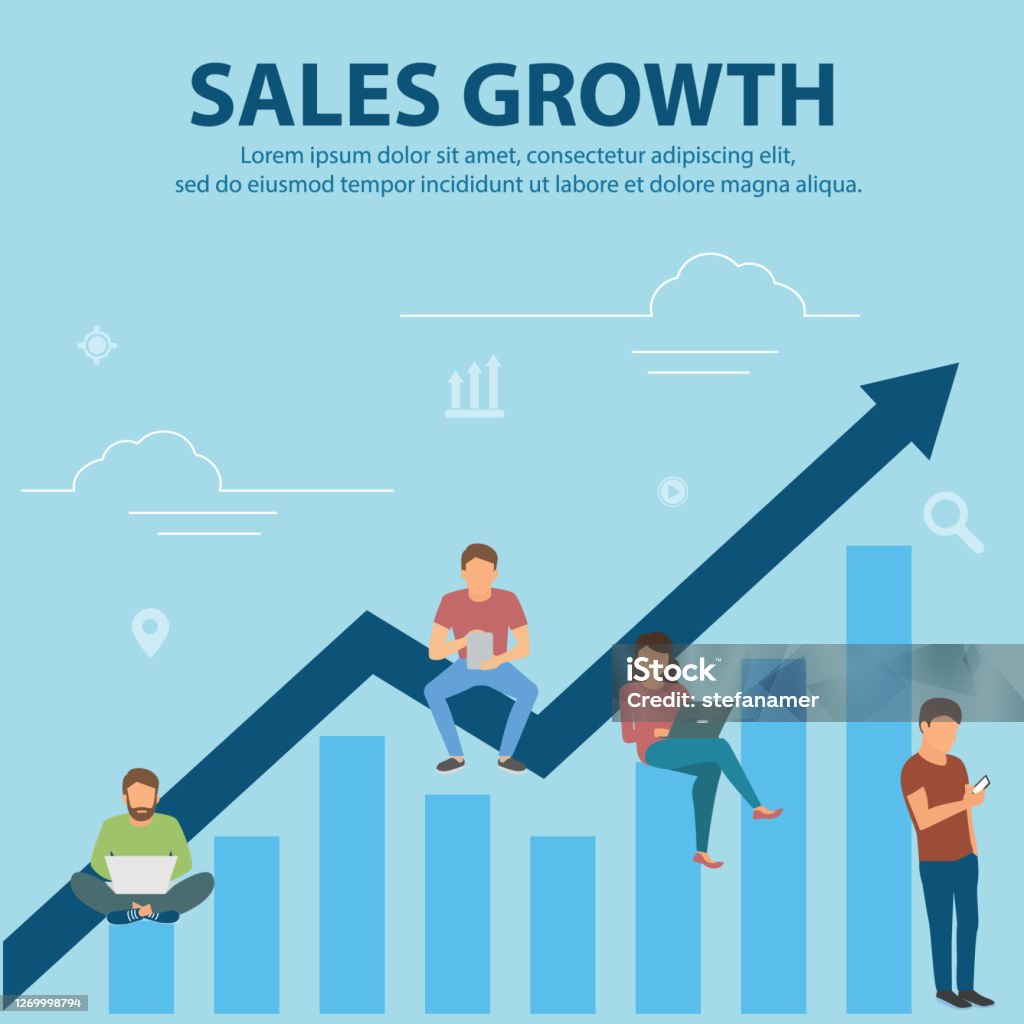 SALES GROWTH
Lorem ipsum dolor sit amet, consectetur adipiscing elit,
sed do eiusmod tempor incididunt ut labore et dolore magna aliqua.
iStock™
Credit: stefanamer
1269998794